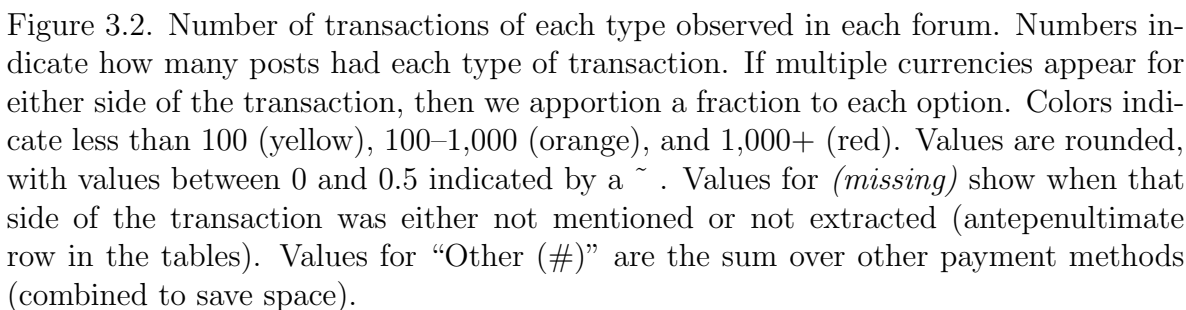 Figure 3.2. Number of transactions of each type observed in each forum. Numbers in-
dicate how many posts had each type of transaction. If multiple currencies appear for
either side of the transaction, then we apportion a fraction to each option. Colors indi-
cate less than 100 (yellow), 100–1,000 (orange), and 1,000+ (red). Values are rounded,
with values between 0 and 0.5 indicated by a ˜ . Values for (missing) show when that
side of the transaction was either not mentioned or not extracted (antepenultimate
row in the tables). Values for “Other (#)” are the sum over other payment methods
(combined to save space).